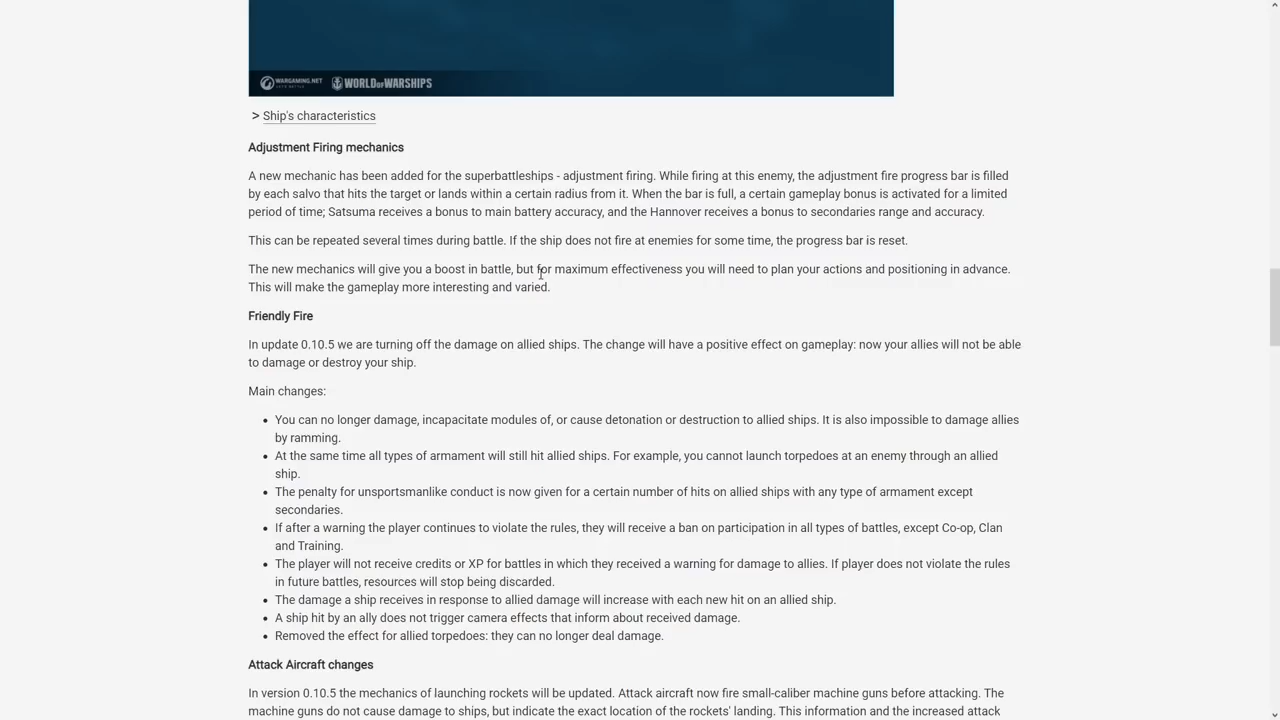 WARGAMING.NET WORLD OF WARSHIPS
> Ship's characteristics
Adjustment Firing mechanics
A new mechanic has been added for the superbattleships - adjustment firing. While firing at this enemy, the adjustment fire progress bar is filled
by each salvo that hits the target or lands within a certain radius from it. When the bar is full, a certain gameplay bonus is activated for a limited
period of time; Satsuma receives a bonus to main battery accuracy, and the Hannover receives a bonus to secondaries range and accuracy.
This can be repeated several times during battle. If the ship does not fire at enemies for some time, the progress bar is reset.
The new mechanics will give you a boost in battle, but for maximum effectiveness you will need to plan your actions and positioning in advance.
This will make the gameplay more interesting and varied.
Friendly Fire
In update 0.10.5 we are turning off the damage on allied ships. The change will have a positive effect on gameplay: now your allies will not be able
to damage or destroy your ship.
Main changes:
• You can no longer damage, incapacitate modules of, or cause detonation or destruction to allied ships. It is also impossible to damage allies
by ramming.
• At the same time all types of armament will still hit allied ships. For example, you cannot launch torpedoes at an enemy through an allied
ship.
• The penalty for unsportsmanlike conduct is now given for a certain number of hits on allied ships with any type of armament except
secondaries.
• If after a warning the player continues to violate the rules, they will receive a ban on participation in all types of battles, except Co-op, Clan
and Training.
• The player will not receive credits or XP for battles in which they received a warning for damage to allies. If player does not violate the rules
in future battles, resources will stop being discarded.
• The damage a ship receives in response to allied damage will increase with each new hit on an allied ship.
• A ship hit by an ally does not trigger camera effects that inform about received damage.
• Removed the effect for allied torpedoes: they can no longer deal damage.
Attack Aircraft changes
In version 0.10.5 the mechanics of launching rockets will be updated. Attack aircraft now fire small-caliber machine guns before attacking. The
machine guns do not cause damage to ships, but indicate the exact location of the rockets' landing. This information and the increased attack